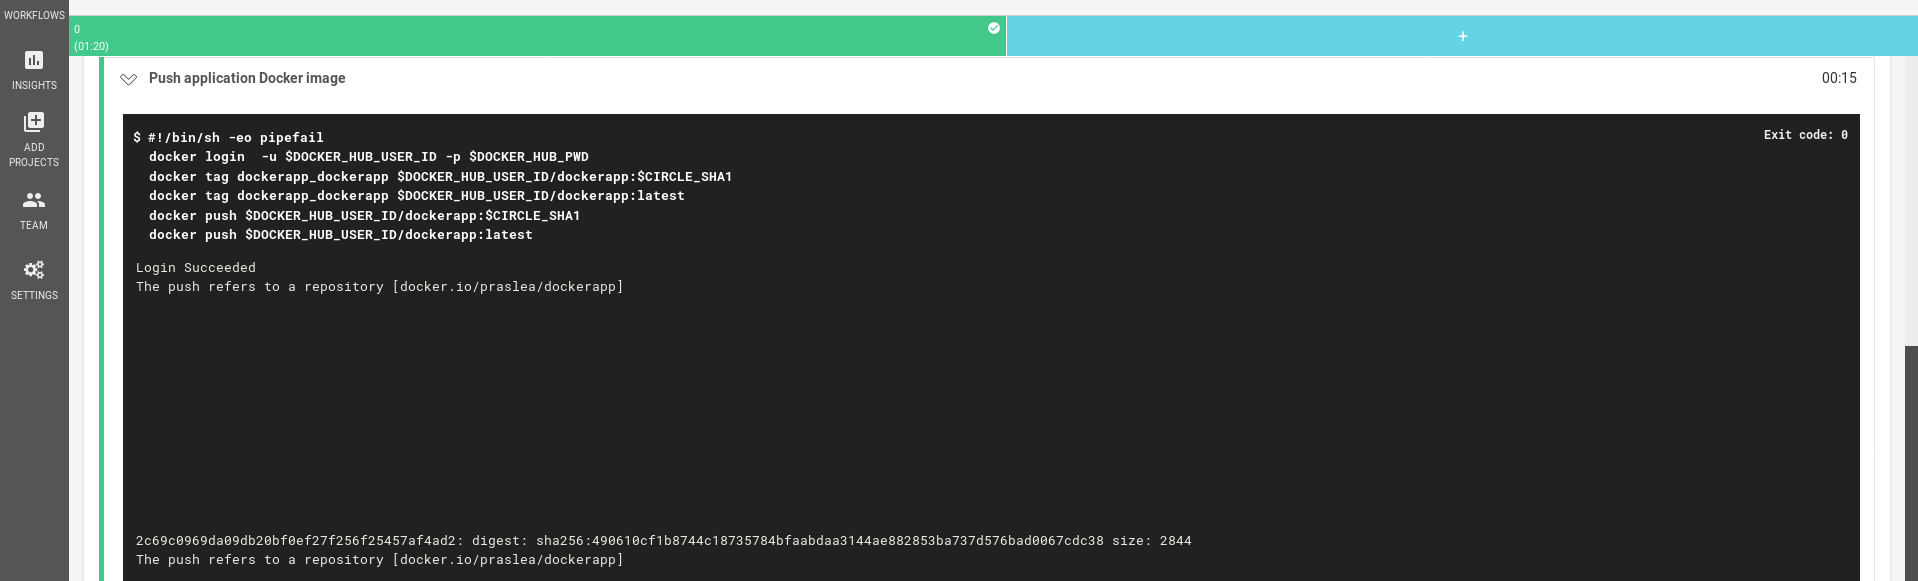 WORKFLOWS
INSIGHTS
ADD
PROJECTS
TEAM
SETTINGS
0
(01:20)
+
Push application Docker image 00:15
$ #!/bin/sh -eo pipefail Exit code: 0
docker login  -u $DOCKER_HUB_USER_ID -p $DOCKER_HUB_PWD
docker tag dockerapp_dockerapp $DOCKER_HUB_USER_ID/dockerapp:$CIRCLE_SHA1
docker tag dockerapp_dockerapp $DOCKER_HUB_USER_ID/dockerapp:latest
docker push $DOCKER_HUB_USER_ID/dockerapp:$CIRCLE_SHA1
docker push $DOCKER_HUB_USER_ID/dockerapp:latest
Login Succeeded
The push refers to a repository [docker.io/praslea/dockerapp]
2c69c0969da09db20bf0ef27f256f25457af4ad2: digest: sha256:490610cf1b8744c18735784bfaabdaa3144ae882853ba737d576bad0067cdc38 size: 2844
The push refers to a repository [docker.io/praslea/dockerapp]